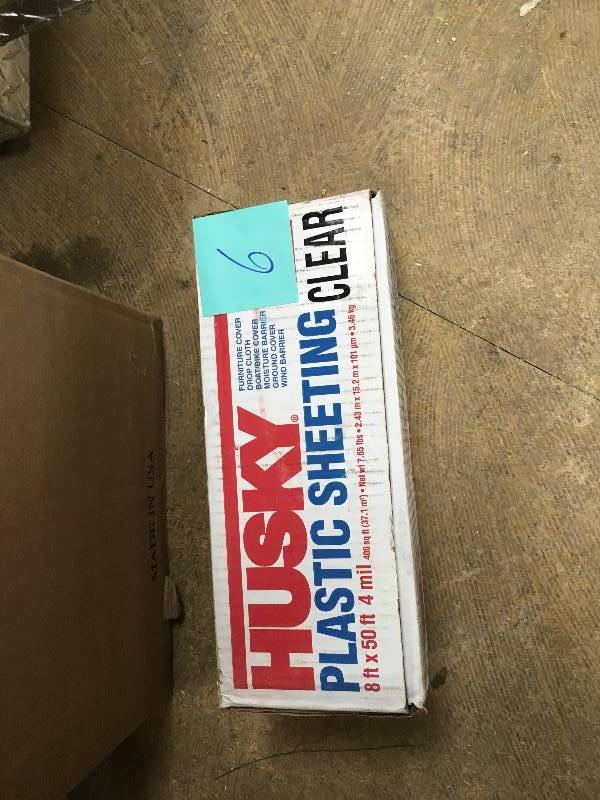 6
FURNITURE COVER
DROP CLOTH
BOAT/BIKE COVER
MOISTURE BARRIER
GROUND COVER
WIND BARRIER
HUSKY®
PLASTIC SHEETING CLEAR
8 ft x 50 ft 4 mil 400 sq ft (37.1 m²) • Net wt 7.65 lbs • 2.43 m x 15.2 m x 101 µm • 3.46 kg
MADE IN USA